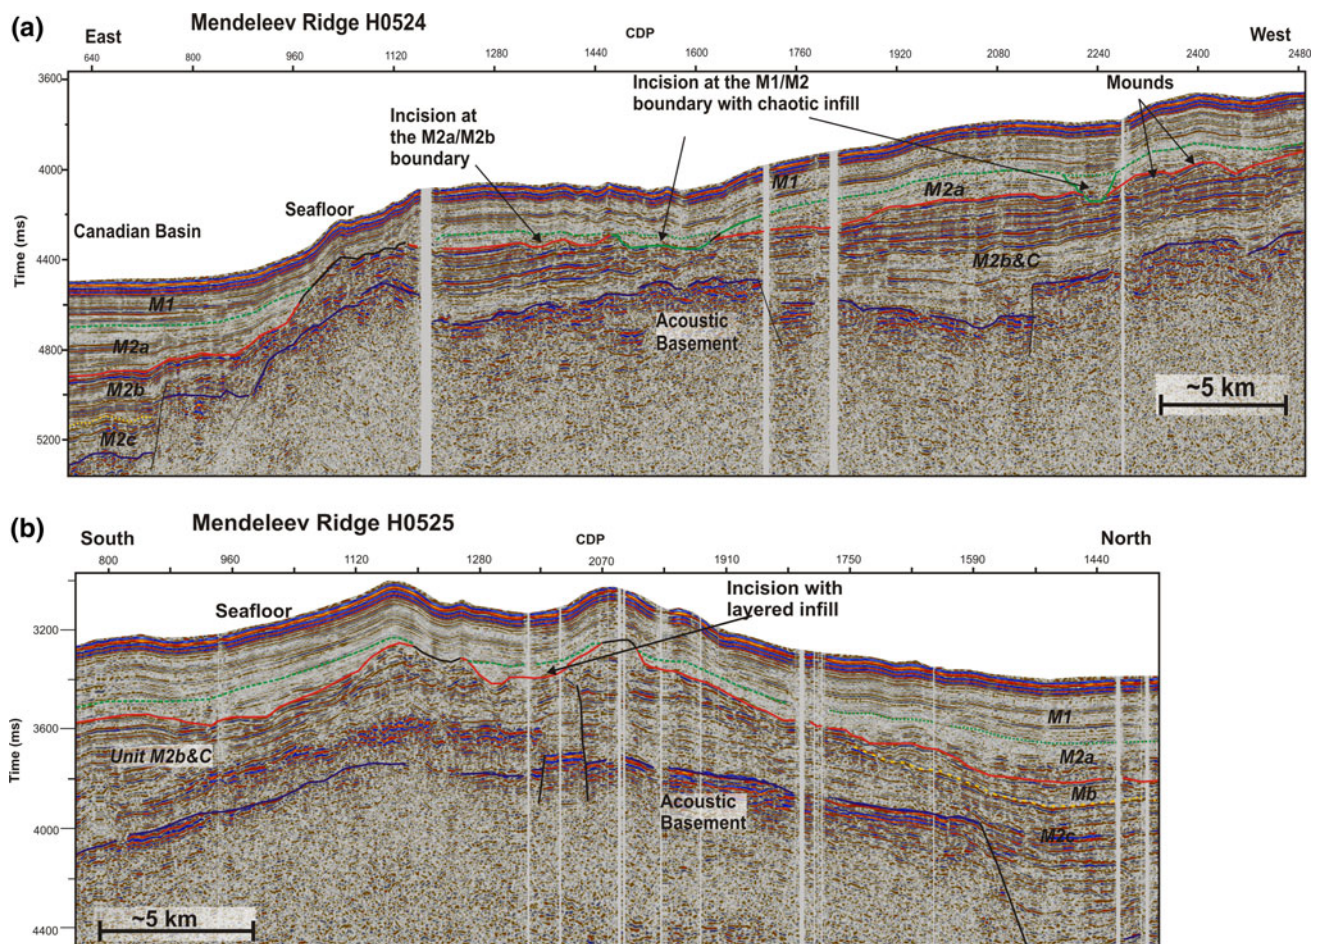 (a) Mendeleev Ridge H0524
East CDP West
640 800 960 1120 1280 1440 1600 1760 1920 2080 2240 2400 2480
3600
4000
4400
4800
5200
Time (ms)
Incision at the M1/M2
boundary with chaotic infill
Mounds
Incision at
the M2a/M2b
boundary
M1
M2a
Seafloor
Canadian Basin
M2b&C
M1
Acoustic
Basement
M2a
M2b
~5 km
M2c
(b) Mendeleev Ridge H0525
South CDP North
800 960 1120 1280 2070 1910 1750 1590 1440
3200
3600
4000
4400
Time (ms)
Incision with
layered infill
Seafloor
M1
Unit M2b&C
M2a
Mb
Acoustic
Basement
M2c
~5 km